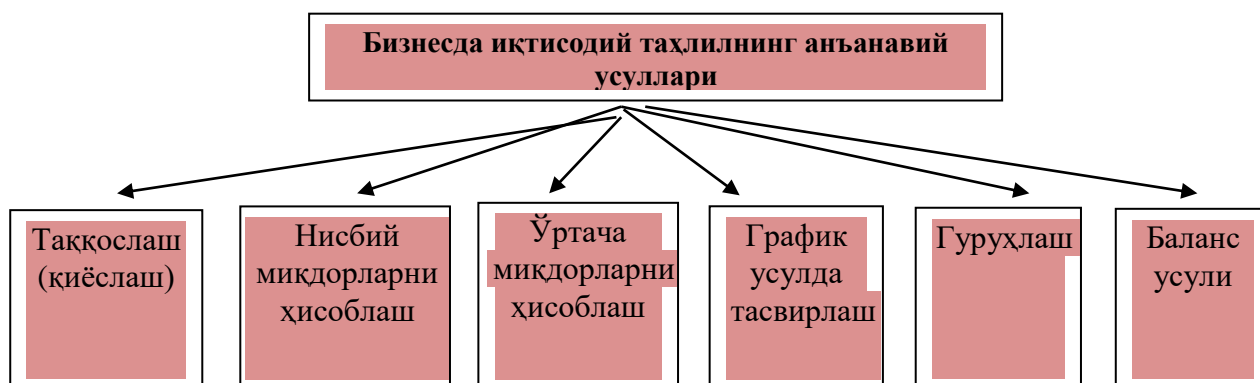 Бизнесда иқтисодий таҳлилнинг анъанавий
усуллари
Таққослаш
(қиёслаш)
Нисбий
миқдорларни
ҳисоблаш
Ўртача
миқдорларни
ҳисоблаш
График
усулда
тасвирлаш
Гуруҳлаш
Баланс
усули